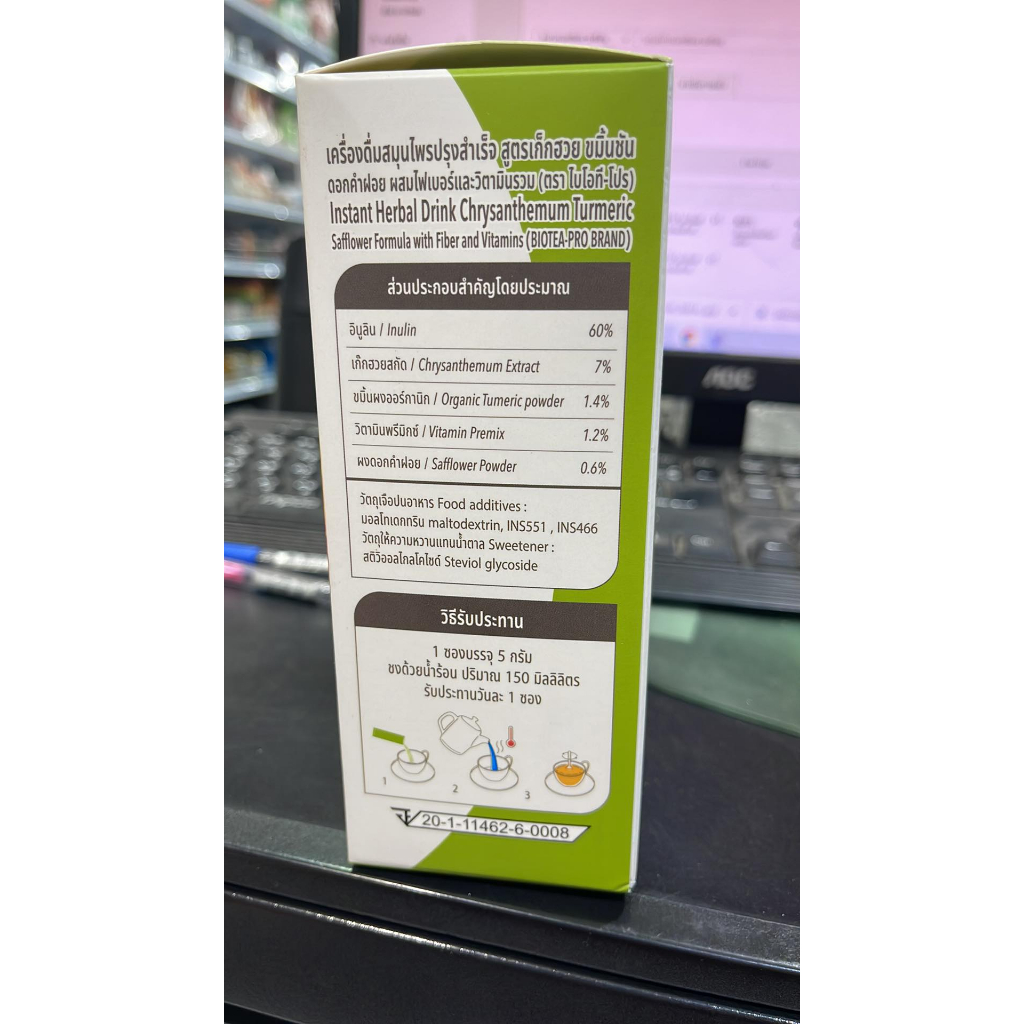 เครื่องดื่มสมุนไพรปรุงสำเร็จ สูตรเก็กฮวย ขมิ้นชัน
ดอกคำฝอย ผสมไฟเบอร์และวิตามินรวม (ตรา ไบโอที-โปร)
Instant Herbal Drink Chrysanthemum Turmeric
Safflower Formula with Fiber and Vitamins (BIOTEA-PRO BRAND)
ส่วนประกอบสำคัญโดยประมาณ
อินูลิน / Inulin 60%
เก๊กฮวยสกัด / Chrysanthemum Extract 7%
ขมิ้นผงออร์กานิก / Organic Tumeric powder 1.4%
วิตามินพรีมิกซ์ / Vitamin Premix 1.2%
ผงดอกคำฝอย / Safflower Powder 0.6%
วัตถุเจือปนอาหาร Food additives :
มอลโทเดกทริน maltodextrin, INS551 , INS466
วัตถุให้ความหวานแทนน้ำตาล Sweetener :
สติวิออลไกลโคไซด์ Steviol glycoside
วิธีรับประทาน
1 ซองบรรจุ 5 กรัม
ชงด้วยน้ำร้อน ปริมาณ 150 มิลลิลิตร
รับประทานวันละ 1 ซอง
1
2
3
20-1-11462-6-0008
AOC